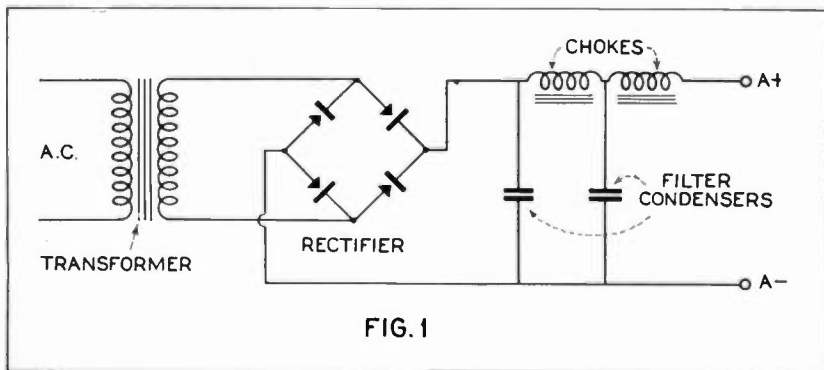 CHOKES
A+
A.C.
FILTER
CONDENSERS
RECTIFIER
TRANSFORMER
A-
FIG. 1